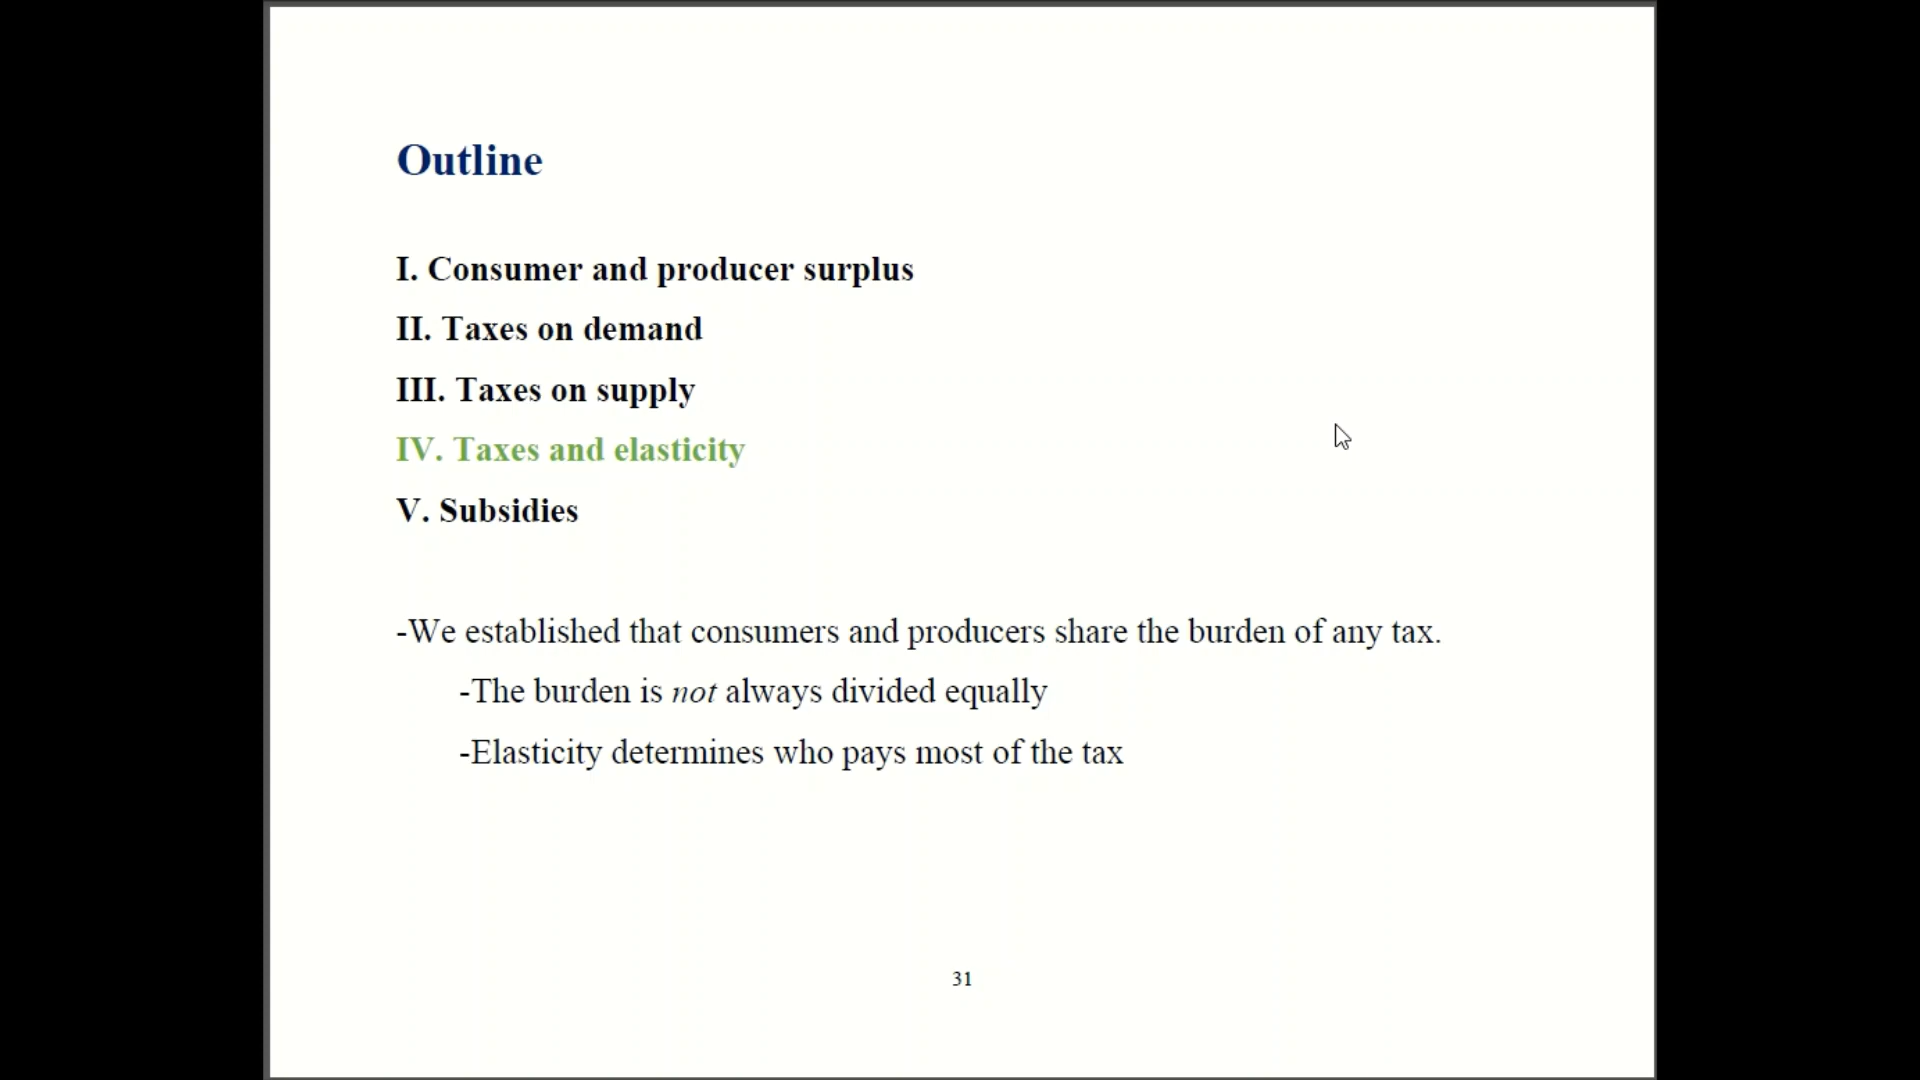 Outline
I. Consumer and producer surplus
II. Taxes on demand
III. Taxes on supply
IV. Taxes and elasticity
V. Subsidies
-We established that consumers and producers share the burden of any tax.
-The burden is not always divided equally
-Elasticity determines who pays most of the tax
31